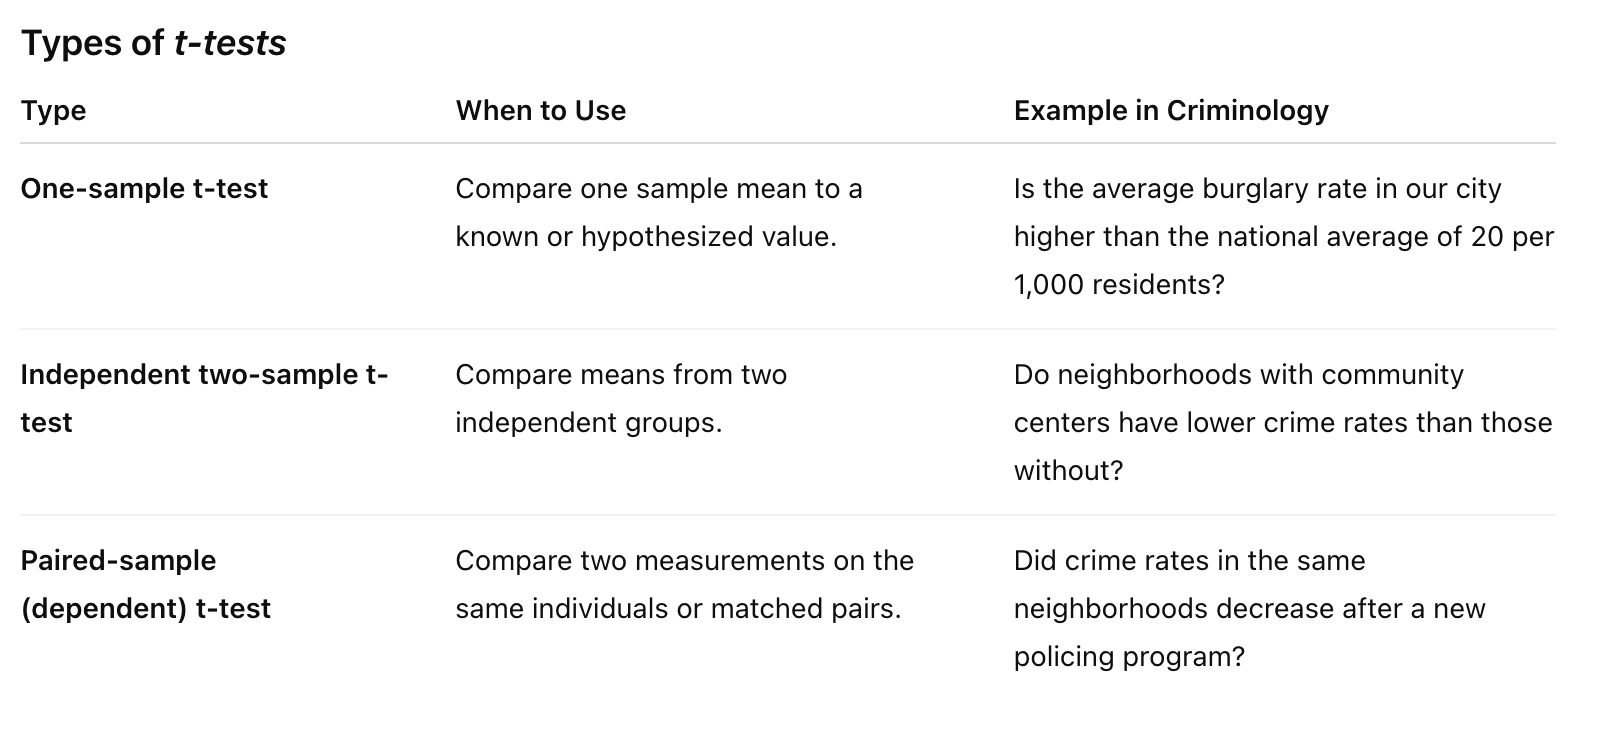 Types of t-tests
Type When to Use Example in Criminology
One-sample t-test
Compare one sample mean to a
known or hypothesized value.
Is the average burglary rate in our city
higher than the national average of 20 per
1,000 residents?
Independent two-sample t-
test
Compare means from two
independent groups.
Do neighborhoods with community
centers have lower crime rates than those
without?
Paired-sample
(dependent) t-test
Compare two measurements on the
same individuals or matched pairs.
Did crime rates in the same
neighborhoods decrease after a new
policing program?